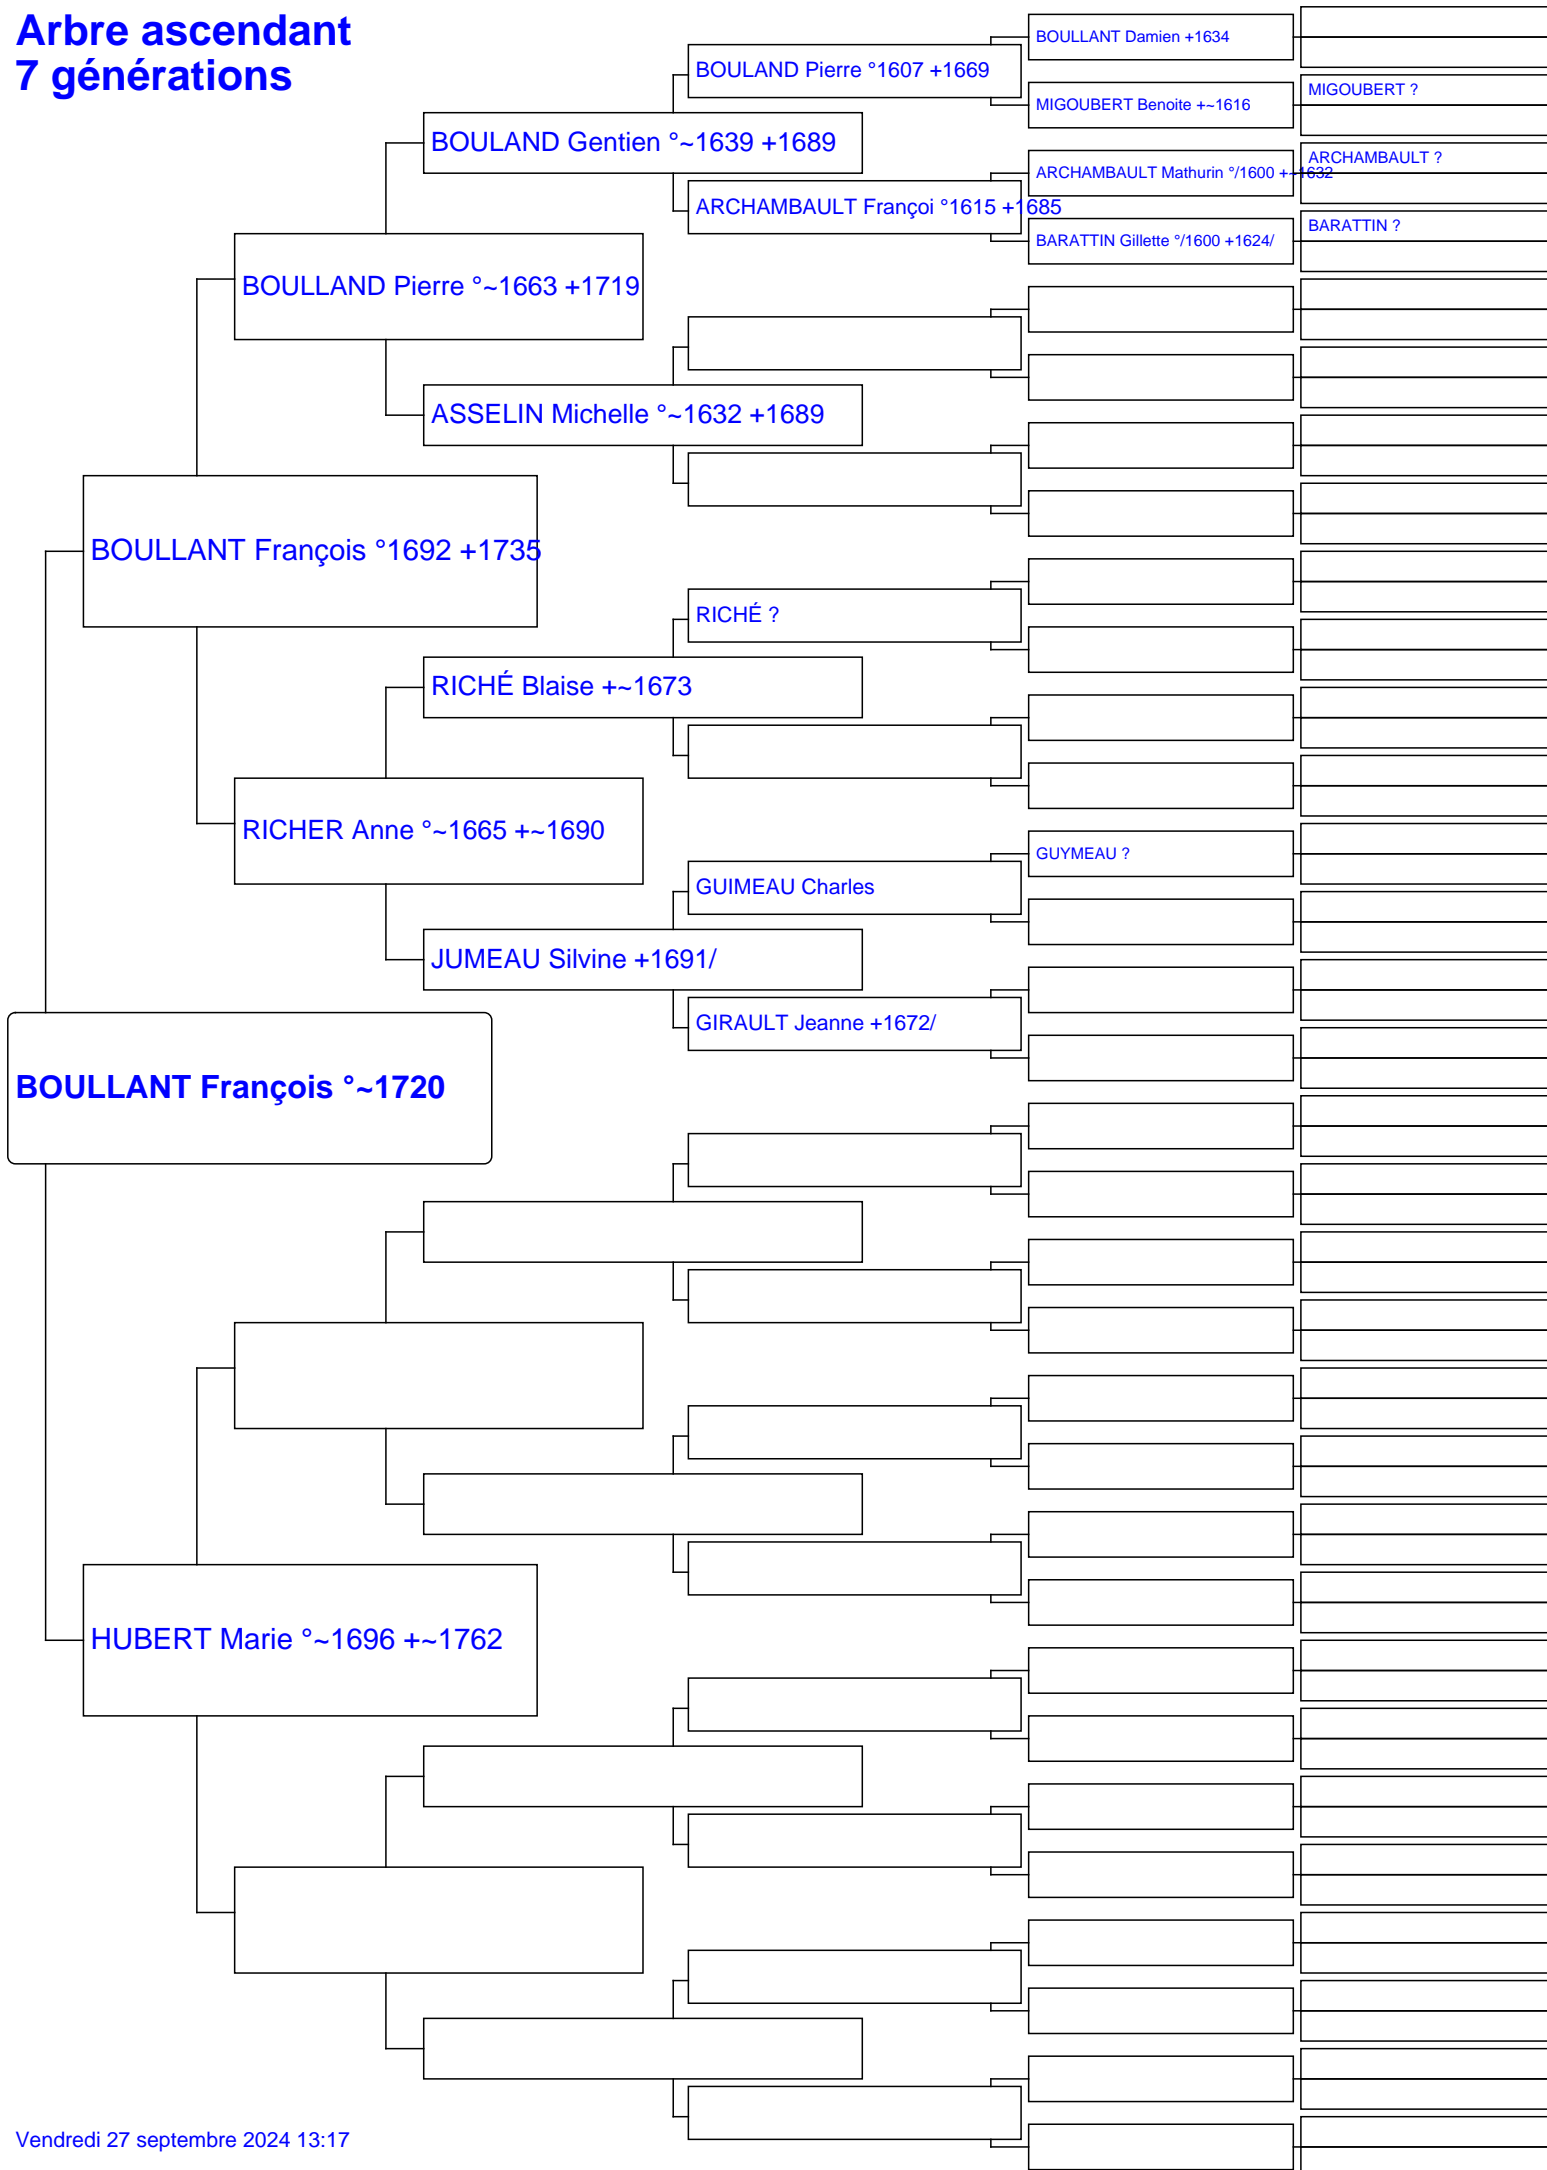 Arbre ascendant
7 générations
BOULLANT Damien +1634
BOULAND Pierre °1607 +1669
MIGOUBERT ?
MIGOUBERT Benoite +~1616
BOULAND Gentien °~1639 +1689
ARCHAMBAULT ?
ARCHAMBAULT Mathurin °/1600 +~1632
ARCHAMBAULT Françoi °1615 +1685
BARATTIN ?
BARATTIN Gillette °/1600 +1624/
BOULLAND Pierre °~1663 +1719
ASSELIN Michelle °~1632 +1689
BOULLANT François °1692 +1735
RICHÉ ?
RICHÉ Blaise +~1673
RICHER Anne °~1665 +~1690
GUYMEAU ?
GUIMEAU Charles
JUMEAU Silvine +1691/
GIRAULT Jeanne +1672/
BOULLANT François °~1720
HUBERT Marie °~1696 +~1762
Vendredi 27 septembre 2024 13:17